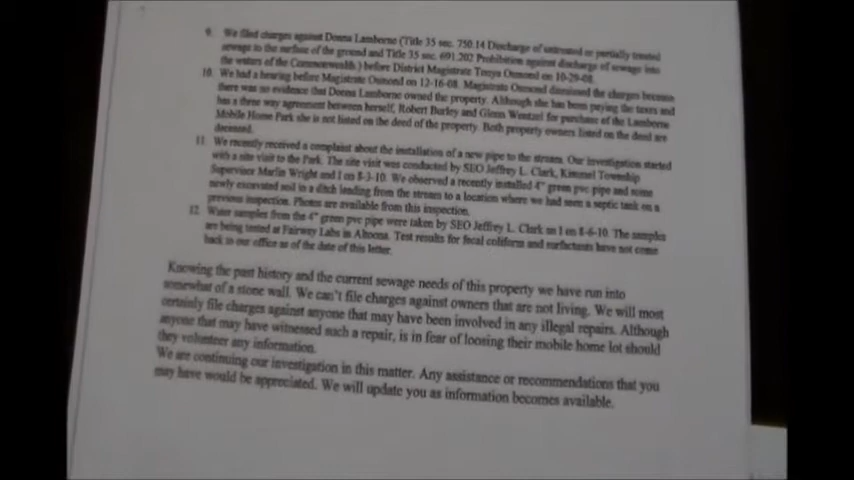 9. We filed charges against Donna Lamborne (Title 35 sec. 750.14 Discharge of untreated or partially treated
sewage to the surface of the ground and Title 35 sec. 691.202 Prohibition against discharge of sewage into
the waters of the Commonwealth.) before District Magistrate Tonya Osmond on 10-29-08.
10. We had a hearing before Magistrate Osmond on 12-16-08. Magistrate Osmond dismissed the charges because
there was no evidence that Donna Lamborne owned the property. Although she has been paying the taxes and
has a three way agreement between herself, Robert Burley and Glenn Wentzel for purchase of the Lamborne
Mobile Home Park she is not listed on the deed of the property. Both property owners listed on the deed are
deceased.
11. We recently received a complaint about the installation of a new pipe to the stream. Our investigation started
with a site visit to the Park. The site visit was conducted by SEO Jeffrey L. Clark, Kimmel Township
Supervisor Marlin Wright and I on 8-3-10. We observed a recently installed 4" green pvc pipe and some
newly excavated soil in a ditch leading from the stream to a location where we had seen a septic tank on a
previous inspection. Photos are available from this inspection.
12. Water samples from the 4" green pvc pipe were taken by SEO Jeffrey L. Clark an I on 8-6-10. The samples
are being tested at Fairway Labs in Altoona. Test results for fecal coliform and surfactants have not come
back to our office as of the date of this letter.
Knowing the past history and the current sewage needs of this property we have run into
somewhat of a stone wall. We can't file charges against owners that are not living. We will most
certainly file charges against anyone that may have been involved in any illegal repairs. Although
anyone that may have witnessed such a repair, is in fear of loosing their mobile home lot should
they volunteer any information.
We are continuing our investigation in this matter. Any assistance or recommendations that you
may have would be appreciated. We will update you as information becomes available.